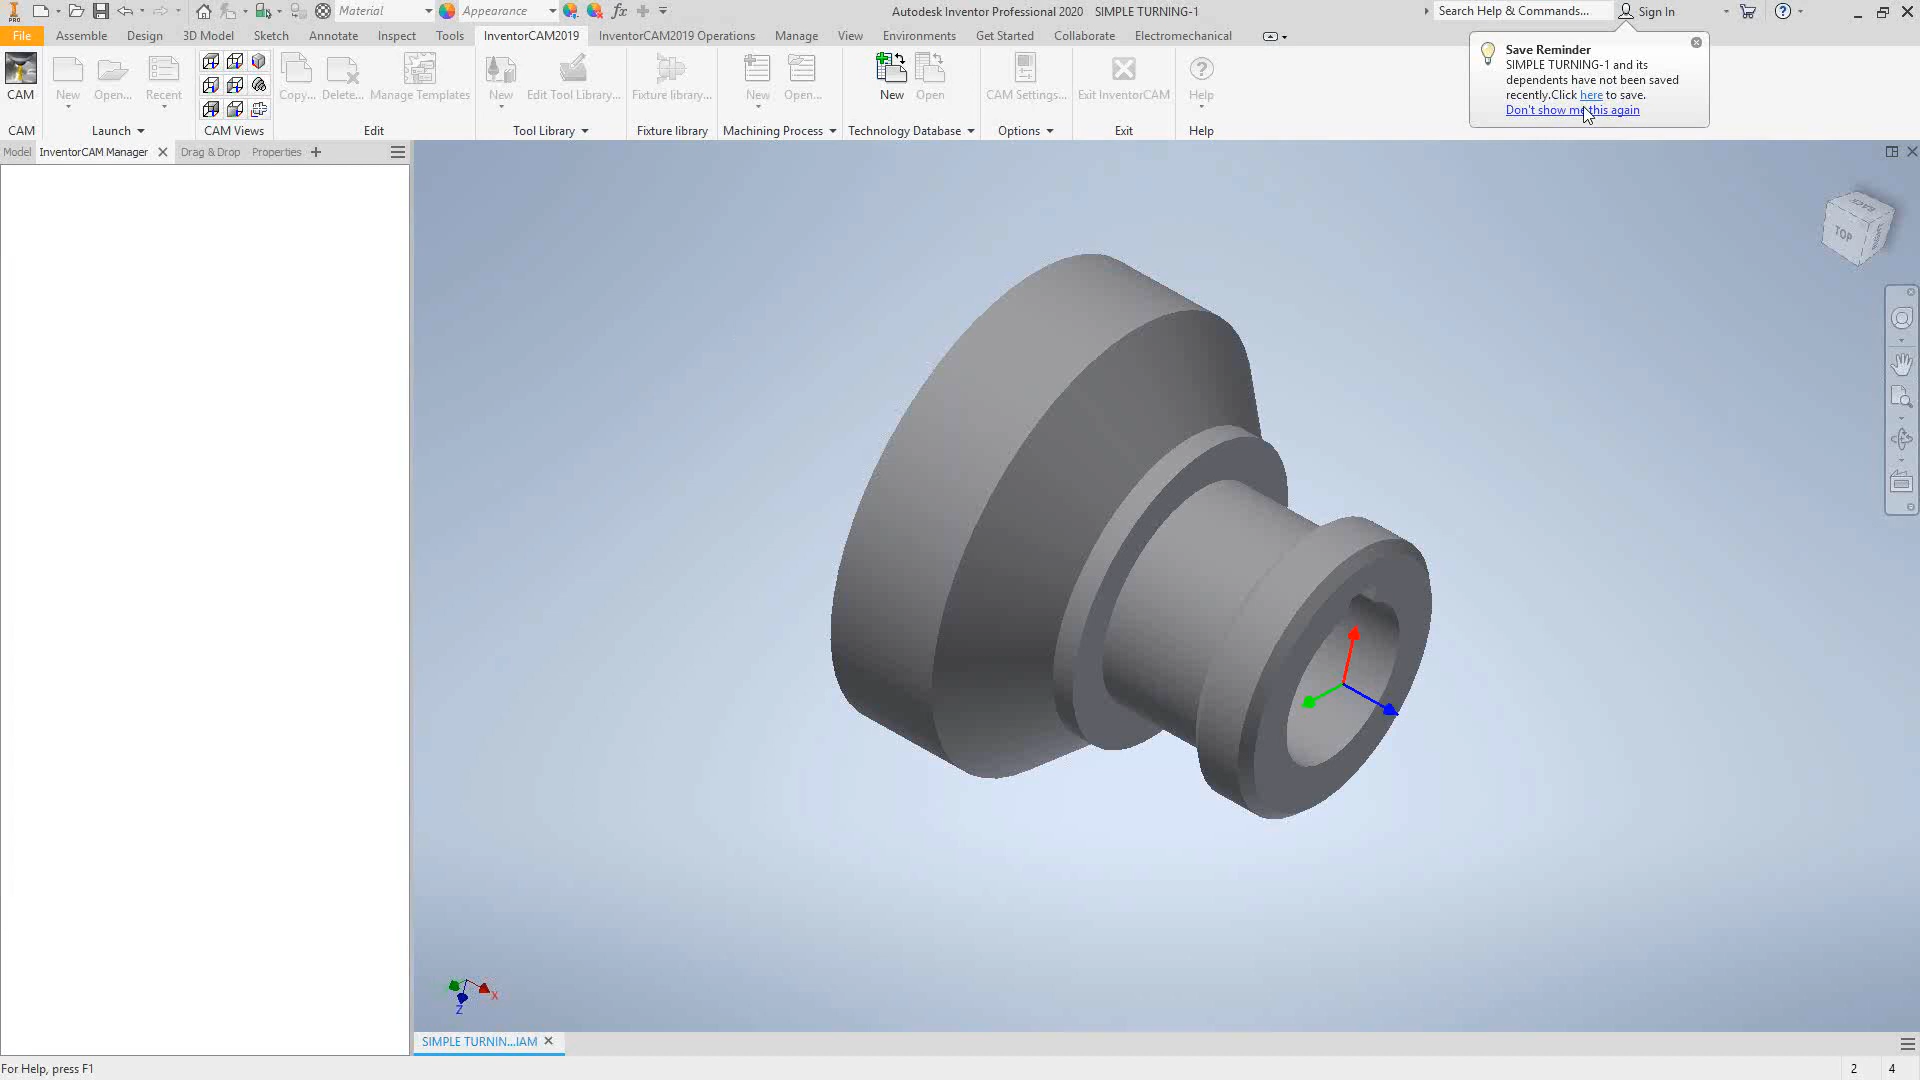 PRO
Material
Appearance
fx
Autodesk Inventor Professional 2020 SIMPLE TURNING-1
Search Help & Commands...
Sign In
File
Assemble
Design
3D Model
Sketch
Annotate
Inspect
Tools
InventorCAM2019
InventorCAM2019 Operations
Manage
View
Environments
Get Started
Collaborate
Electromechanical
Save Reminder
SIMPLE TURNING-1 and its
dependents have not been saved
recently.Click here to save.
Don't show me this again
CAM
New
Open...
Recent
Copy...
Delete...
Manage Templates
New
Edit Tool Library...
Fixture library...
New
Open...
New
Open
CAM Settings...
Exit InventorCAM
Help
CAM
Launch
CAM Views
Edit
Tool Library
Fixture library
Machining Process
Technology Database
Options
Exit
Help
Model
InventorCAM Manager
Drag & Drop
Properties
BACK
TOP
X
Z
SIMPLE TURNIN...IAM
For Help, press F1
2
4